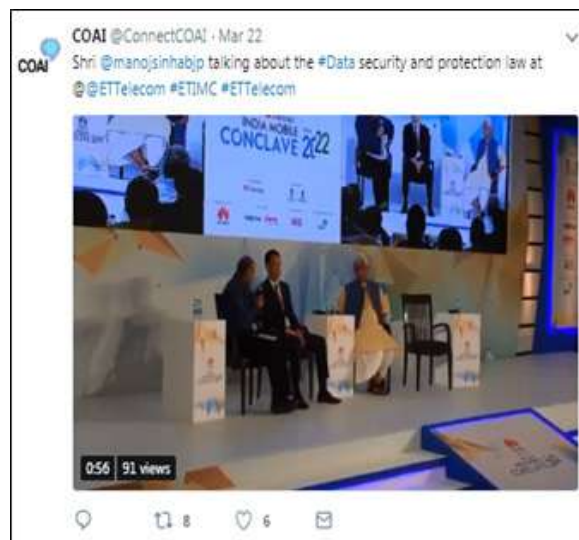 COAI @ConnectCOAI · Mar 22
COAI
Shri @manojsinhabjp talking about the #Data security and protection law at
@@ETTelecom #ETIMC #ETTelecom
INDIA MOBILE
CONCLAVE 2022
0:56 91 views
8 6